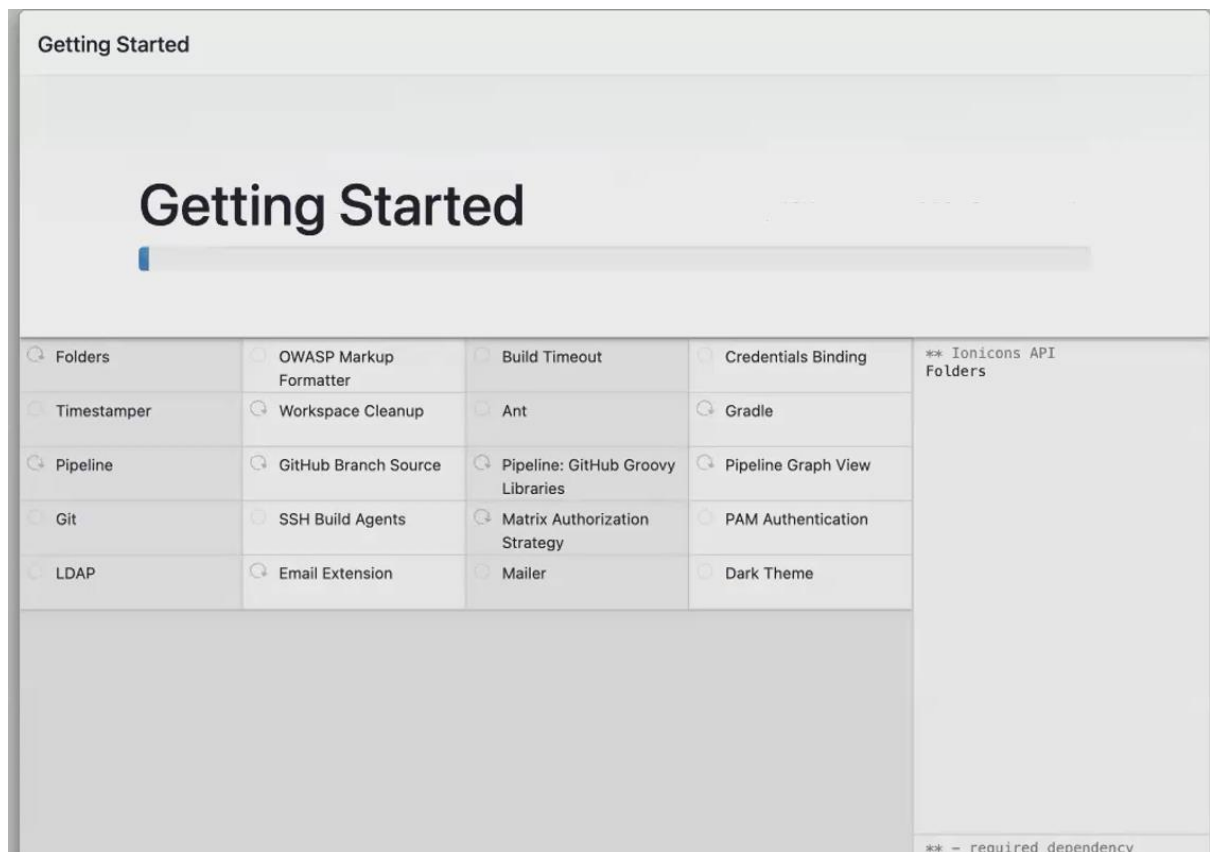 Getting Started
Getting Started
Folders
OWASP Markup
Formatter
Build Timeout
Credentials Binding
Timestamper
Workspace Cleanup
Ant
Gradle
Pipeline
GitHub Branch Source
Pipeline: GitHub Groovy
Libraries
Pipeline Graph View
Git
SSH Build Agents
Matrix Authorization
Strategy
PAM Authentication
LDAP
Email Extension
Mailer
Dark Theme
** Ionicons API
Folders
** - required dependency